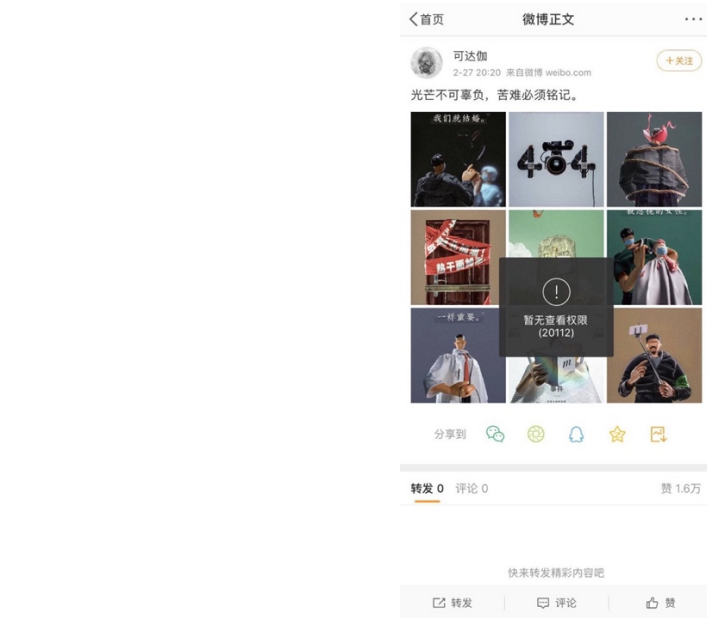 首页
微博正文
可达伽
2-27 20:20 来自微博 weibo.com
+关注
光芒不可辜负，苦难必须铭记。
我们就结婚。
404
热干面加油
一样重要。
暂无查看权限
(20112)
事件
分享到
转发 0 评论 0
赞 1.6万
快来转发精彩内容吧
转发
评论
赞